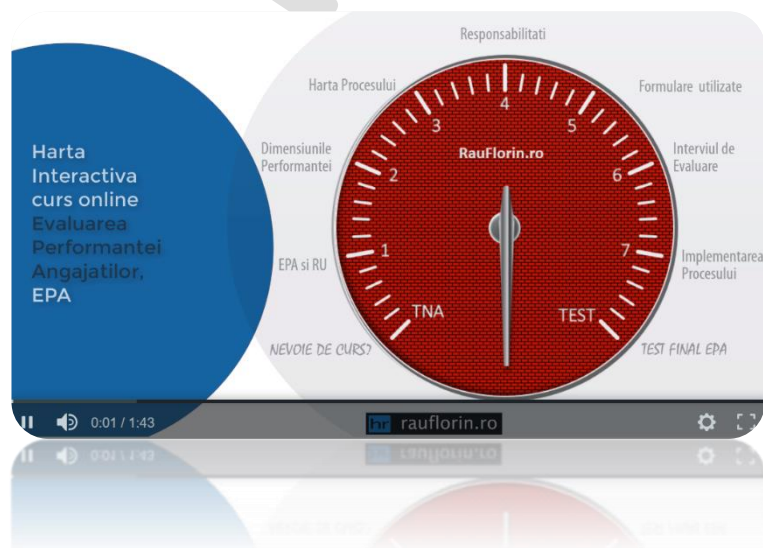 Harta
Interactiva
curs online
Evaluarea
Performantei
Angajatilor,
EPA
Responsabilitati
Harta Procesului
Formulare utilizate
Dimensiunile
Performantei
Interviul de
Evaluare
EPA si RU
Implementarea
Procesului
NEVOIE DE CURS?
TEST FINAL EPA
RauFlorin.ro
TNA
1
2
3
4
5
6
7
TEST
0:01 / 1:43
hr rauflorin.ro